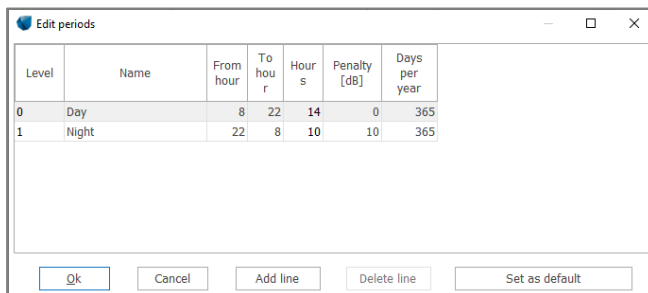 Edit periods
Level Name From hour To hou r Hour s Penalty [dB] Days per year
0 Day 8 22 14 0 365
1 Night 22 8 10 10 365
Ok Cancel Add line Delete line Set as default